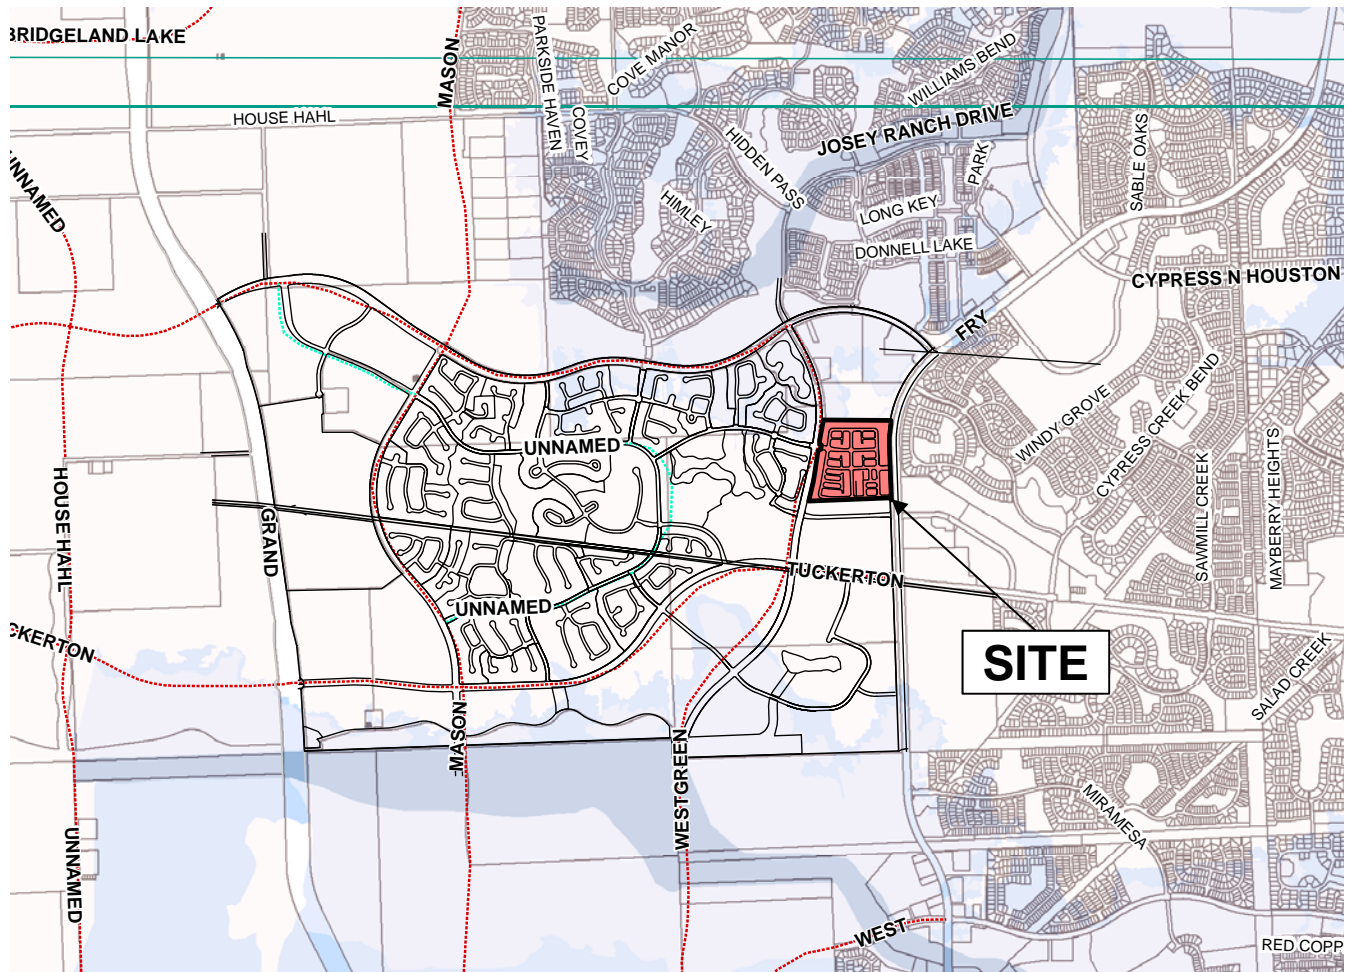 BRIDGELAND LAKE
MASON
PARKSIDE HAVEN
COVE MANOR
WILLIAMS BEND
HOUSE HAHL
COVEY
HIDDEN PASS
JOSEY RANCH DRIVE
PARK
SABLE OAKS
UNNAMED
HIMLEY
LONG KEY
DONNELL LAKE
CYPRESS N HOUSTON
FRY
WINDY GROVE
CYPRESS CREEK BEND
UNNAMED
HOUSE HAHL
GRAND
SAWMILL CREEK
MAYBERRY HEIGHTS
TUCKERTON
UNNAMED
CKERTON
SITE
SALAD CREEK
MASON
WESTGREEN
MIRAMESA
UNNAMED
WEST
RED COPP